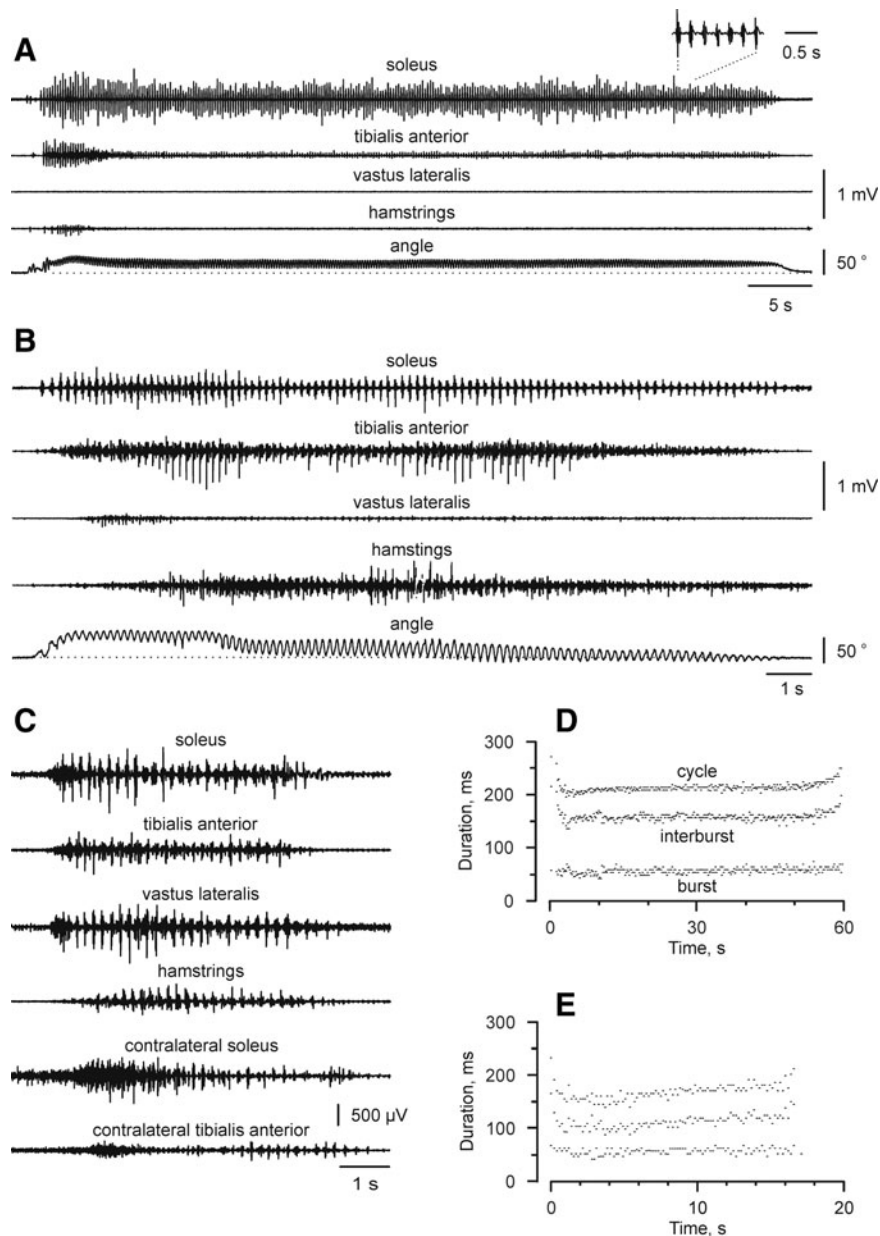 A
0.5 s
soleus
tibialis anterior
vastus lateralis
1 mV
hamstrings
angle
50 °
5 s
B
soleus
tibialis anterior
1 mV
vastus lateralis
hamstings
angle
50 °
1 s
C
soleus
tibialis anterior
vastus lateralis
hamstrings
contralateral soleus
500 µV
contralateral tibialis anterior
1 s
D
300
200
100
0
Duration, ms
cycle
interburst
burst
0 30 60
Time, s
E
300
200
100
0
Duration, ms
0 10 20
Time, s